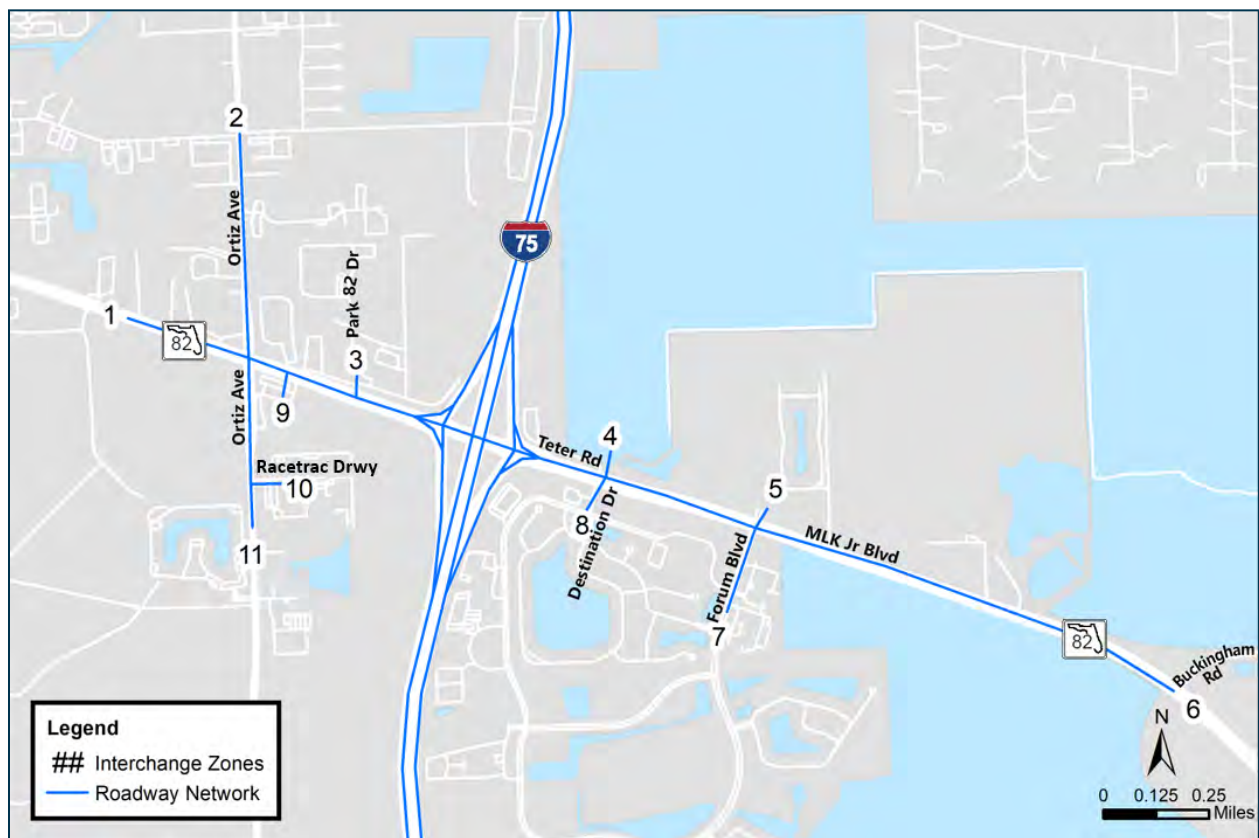 2
Ortiz Ave
75
Park 82 Dr
1
82
3
9
Ortiz Ave
Racetrac Drwy
10
11
Teter Rd
4
8
Destination Dr
5
MLK Jr Blvd
Forum Blvd
7
82
Buckingham
Rd
6
N
0 0.125 0.25
Miles
Legend
## Interchange Zones
Roadway Network